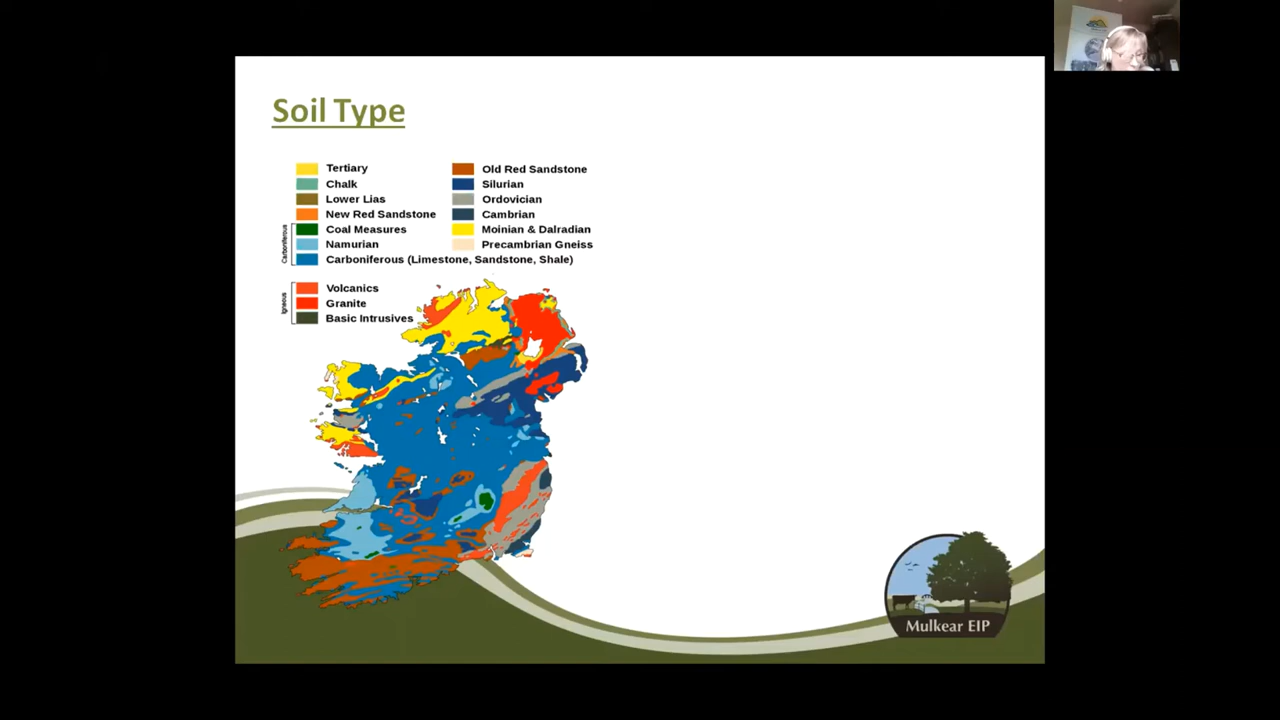 Soil Type
Tertiary
Chalk
Lower Lias
New Red Sandstone
Coal Measures
Namurian
Carboniferous (Limestone, Sandstone, Shale)
Carboniferous
Old Red Sandstone
Silurian
Ordovician
Cambrian
Moinian & Dalradian
Precambrian Gneiss
Volcanics
Granite
Basic Intrusives
Igneous
Mulkear EIP